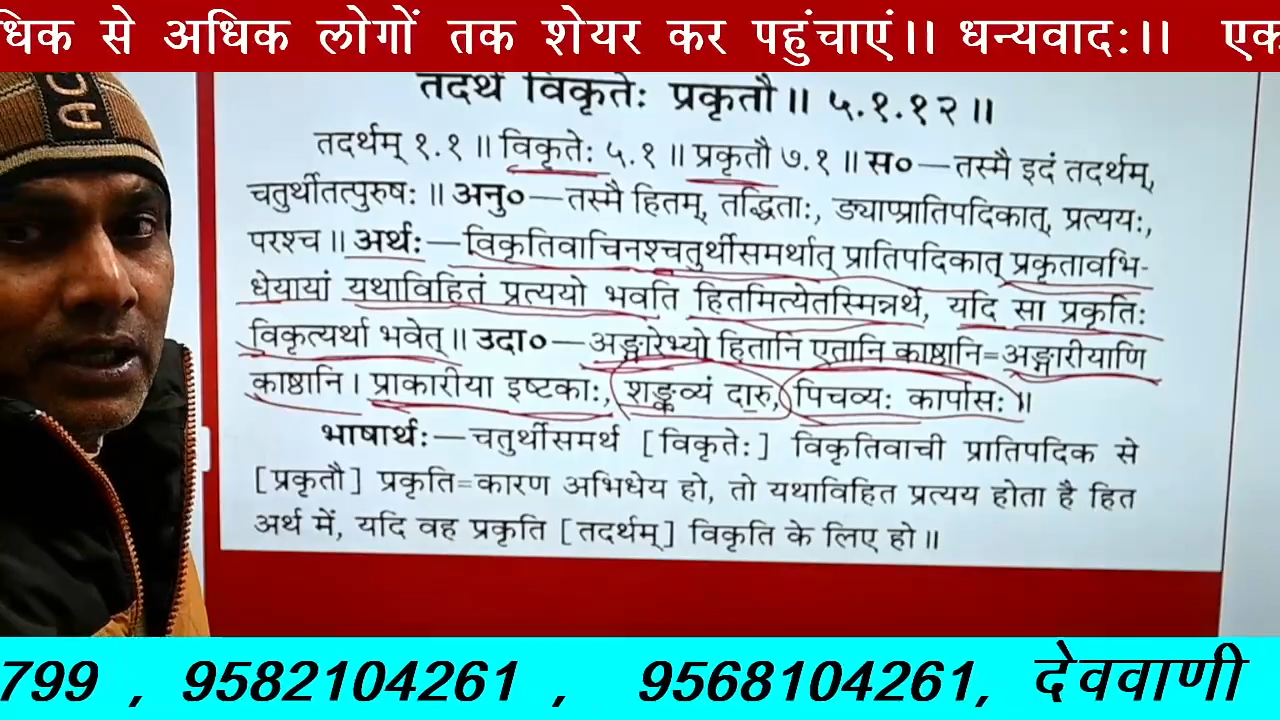 धिक से अधिक लोगों तक शेयर कर पहुंचाएं।। धन्यवादः।। एक
तदर्थं विकृतेः प्रकृतौ॥ ५.१.१२॥
तदर्थम् १.१॥ विकृतेः ५.१॥ प्रकृतौ ७.१॥ स०—तस्मै इदं तदर्थम्,
चतुर्थीतत्पुरुषः॥ अनु०—तस्मै हितम्, तद्धिताः, ङ्याप्प्रातिपदिकात्, प्रत्ययः,
परश्च॥ अर्थः—विकृतिवाचिनश्चतुर्थीसमर्थात् प्रातिपदिकात् प्रकृतावभि-
धेयायां यथाविहितं प्रत्ययो भवति हितमित्येतस्मिन्नर्थे, यदि सा प्रकृतिः
विकृत्यर्था भवेत्॥ उदा०—अङ्गारेभ्यो हितानि एतानि काष्ठानि=अङ्गारीयाणि
काष्ठानि। प्राकारीया इष्टकाः, शङ्कव्यं दारु, पिचव्यः कार्पासः॥
भाषार्थः—चतुर्थीसमर्थ [विकृतेः] विकृतिवाची प्रातिपदिक से
[प्रकृतौ] प्रकृति=कारण अभिधेय हो, तो यथाविहित प्रत्यय होता है हित
अर्थ में, यदि वह प्रकृति [तदर्थम्] विकृति के लिए हो॥
799 , 9582104261 , 9568104261, देववाणी